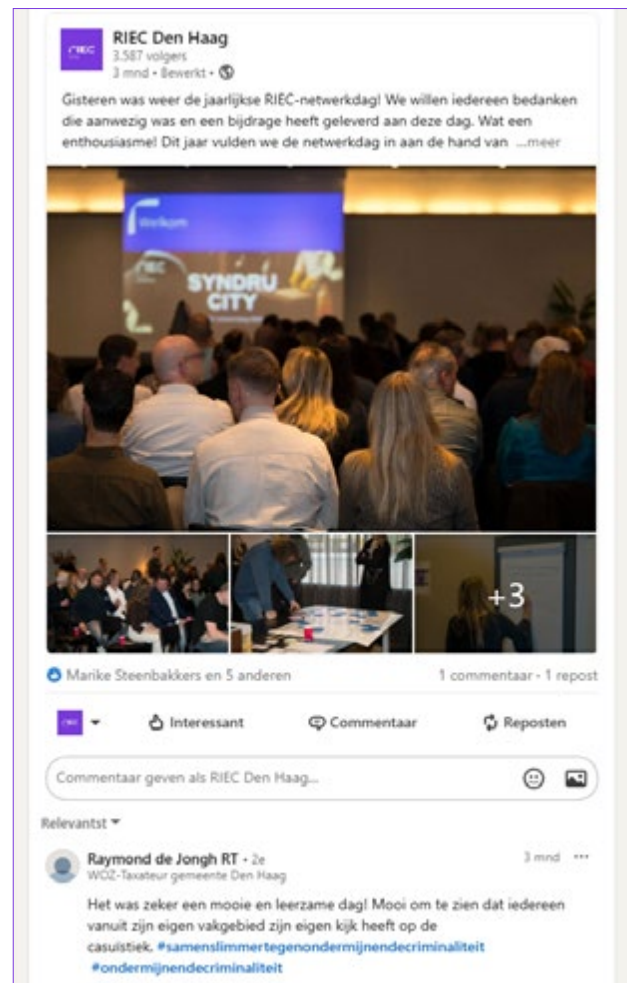 RIEC
RIEC Den Haag
3.587 volgers
3 mnd • Bewerkt •
Gisteren was weer de jaarlijkse RIEC-netwerkdag! We willen iedereen bedanken
die aanwezig was en een bijdrage heeft geleverd aan deze dag. Wat een
enthousiasme! Dit jaar vulden we de netwerkdag in aan de hand van ...meer
Welkom
RIEC
SYNDRU
CITY
+3
Marike Steenbakkers en 5 anderen
1 commentaar - 1 repost
Interessant
Commentaar
Reposten
Commentaar geven als RIEC Den Haag...
Relevantst
Raymond de Jongh RT • 2e
3 mnd
WOZ-Taxateur gemeente Den Haag
Het was zeker een mooie en leerzame dag! Mooi om te zien dat iedereen
vanuit zijn eigen vakgebied zijn eigen kijk heeft op de
casuïstiek. #samenslimmertegenondermijnendecriminaliteit
#ondermijnendecriminaliteit